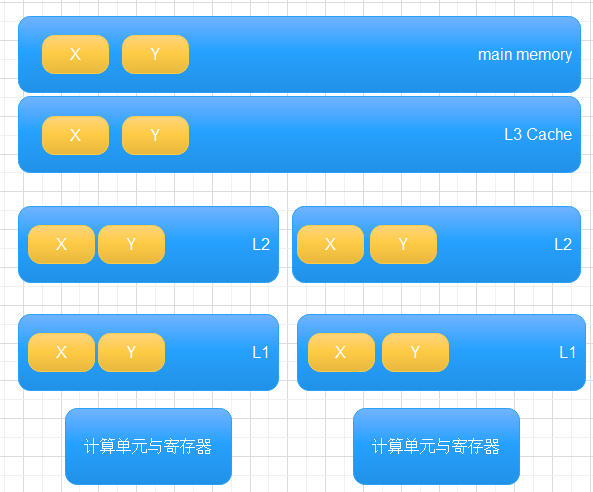 X Y main memory
X Y L3 Cache
X Y L2 X Y L2
X Y L1 X Y L1
计算单元与寄存器 计算单元与寄存器